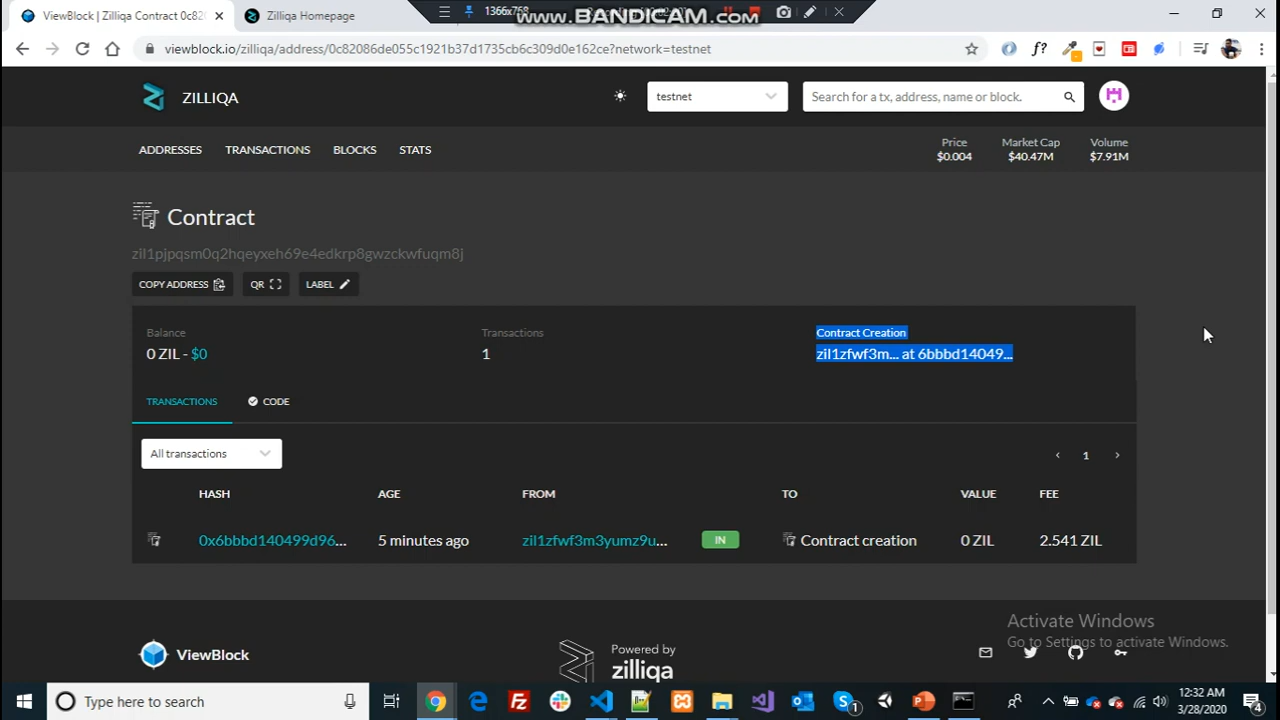 ViewBlock | Zilliqa Contract 0c820
Zilliqa Homepage
1366x768
www.BANDICAM.com
viewblock.io/zilliqa/address/0c82086de055c1921b37d1735cb6c309d0e162ce?network=testnet
f?
ZILLIQA
testnet
Search for a tx, address, name or block.
ADDRESSES
TRANSACTIONS
BLOCKS
STATS
Price
$0.004
Market Cap
$40.47M
Volume
$7.91M
Contract
zil1pjpqsm0q2hqeyxeh69e4edkrp8gwzckwfuqm8j
COPY ADDRESS
QR
LABEL
Balance
0 ZIL - $0
Transactions
1
Contract Creation
zil1zfwf3m... at 6bbbd14049...
TRANSACTIONS
CODE
All transactions
1
HASH
AGE
FROM
TO
VALUE
FEE
0x6bbbd140499d96...
5 minutes ago
zil1zfwf3m3yumz9u...
IN
Contract creation
0 ZIL
2.541 ZIL
Activate Windows
Go to Settings to activate Windows.
ViewBlock
Powered by
zilliqa
Type here to search
1
12:32 AM
3/28/2020
4